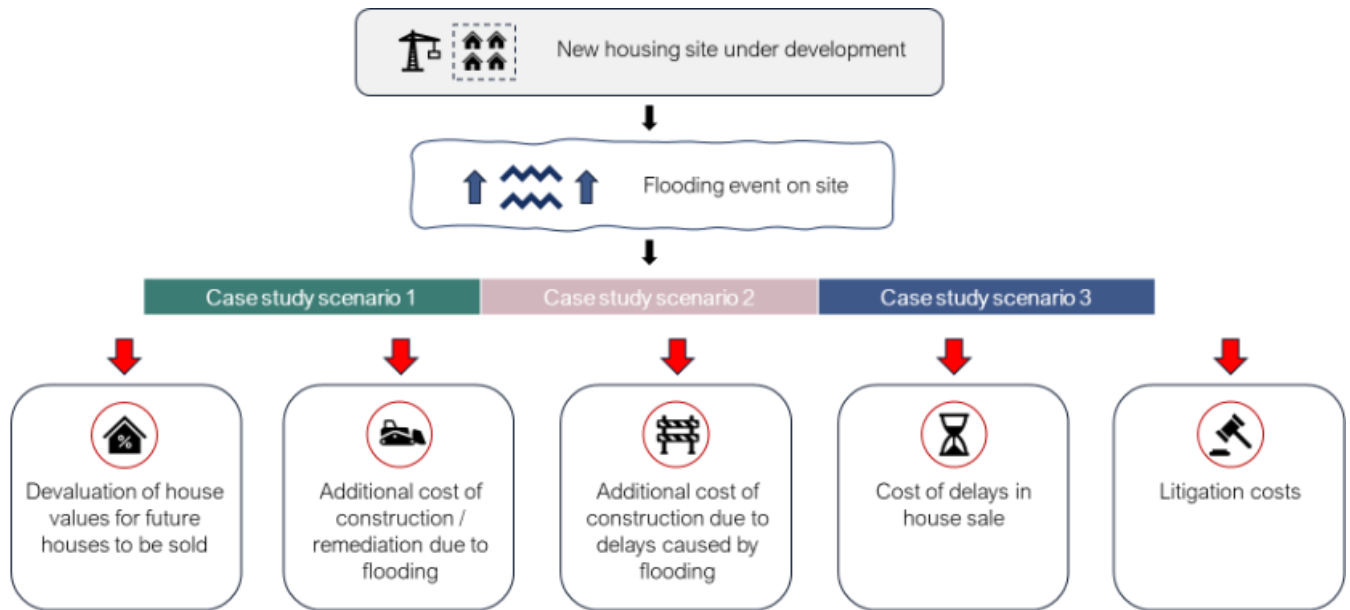 New housing site under development
Flooding event on site
Case study scenario 1
Case study scenario 2
Case study scenario 3
%
Devaluation of house
values for future
houses to be sold
Additional cost of
construction /
remediation due to
flooding
Additional cost of
construction due to
delays caused by
flooding
Cost of delays in
house sale
Litigation costs